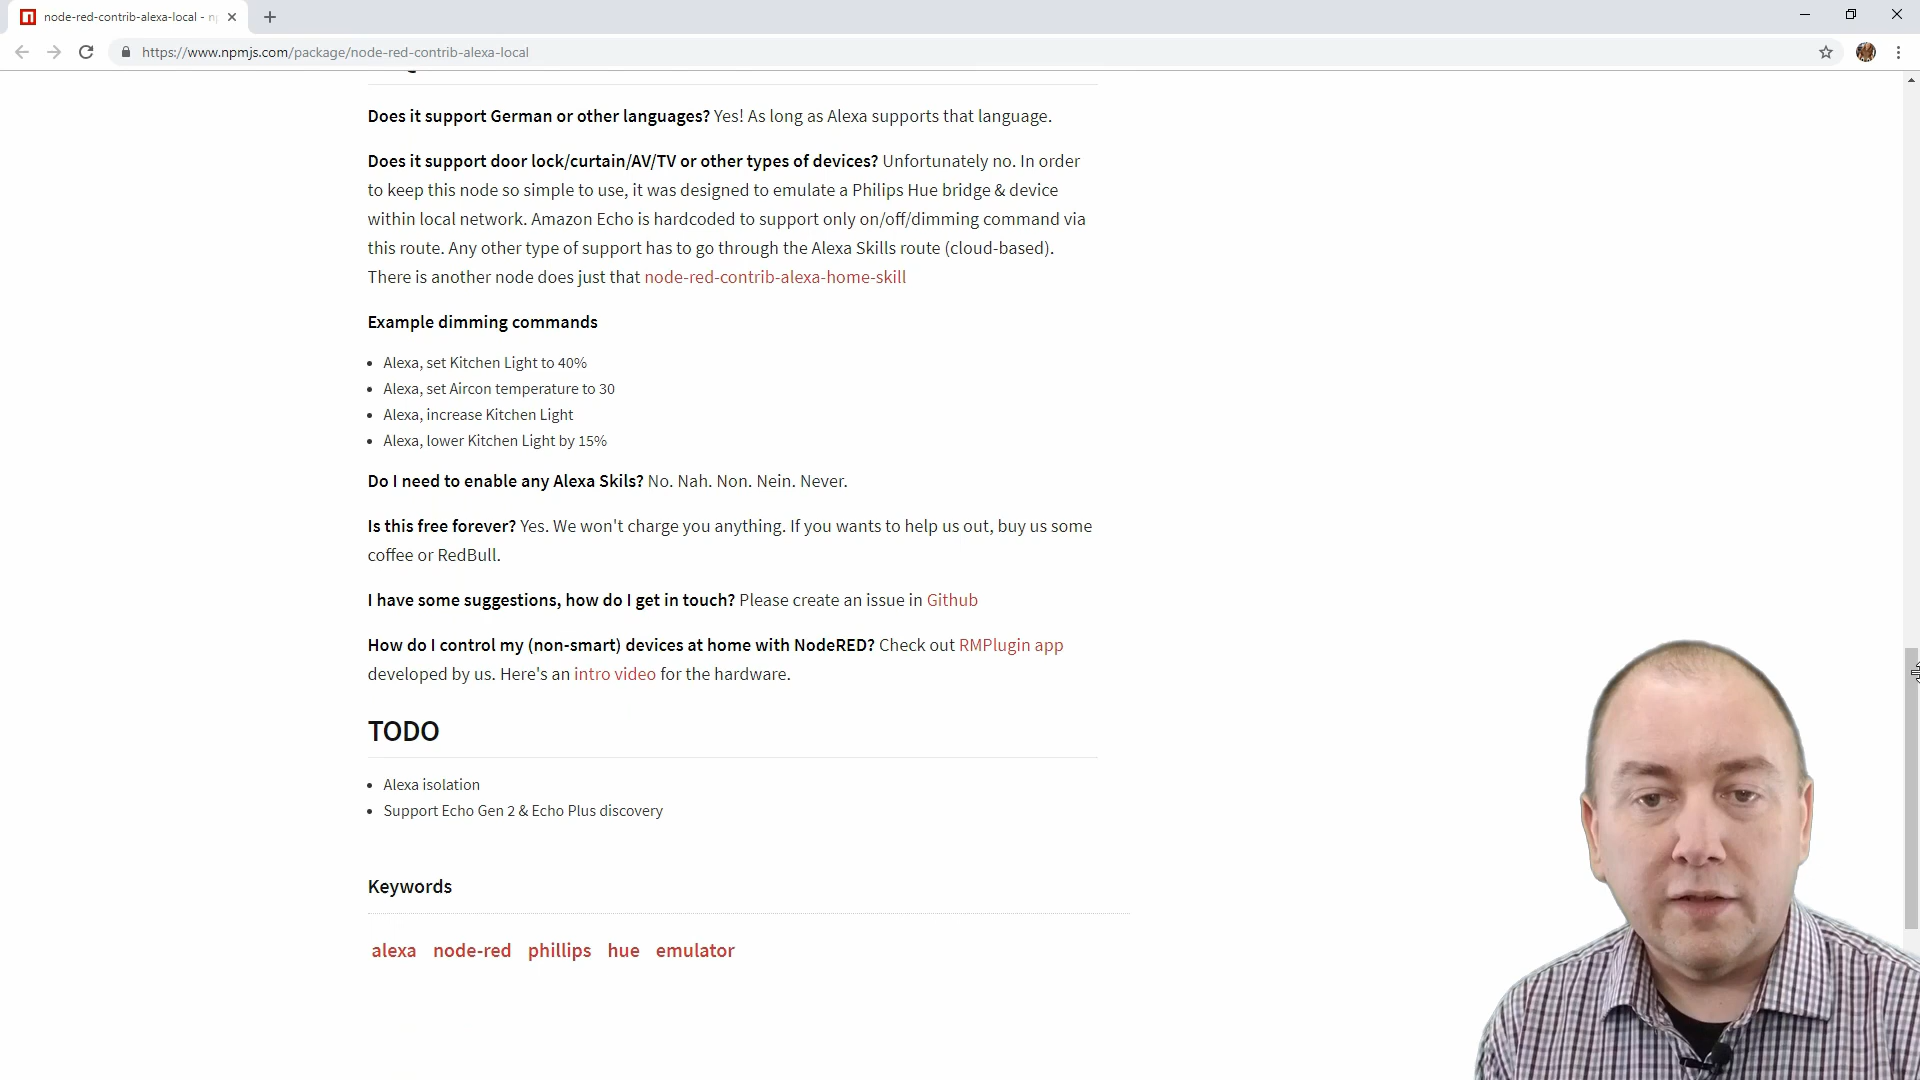 node-red-contrib-alexa-local - n
https://www.npmjs.com/package/node-red-contrib-alexa-local
Does it support German or other languages? Yes! As long as Alexa supports that language.
Does it support door lock/curtain/AV/TV or other types of devices? Unfortunately no. In order
to keep this node so simple to use, it was designed to emulate a Philips Hue bridge & device
within local network. Amazon Echo is hardcoded to support only on/off/dimming command via
this route. Any other type of support has to go through the Alexa Skills route (cloud-based).
There is another node does just that node-red-contrib-alexa-home-skill
Example dimming commands
• Alexa, set Kitchen Light to 40%
• Alexa, set Aircon temperature to 30
• Alexa, increase Kitchen Light
• Alexa, lower Kitchen Light by 15%
Do I need to enable any Alexa Skils? No. Nah. Non. Nein. Never.
Is this free forever? Yes. We won't charge you anything. If you wants to help us out, buy us some
coffee or RedBull.
I have some suggestions, how do I get in touch? Please create an issue in Github
How do I control my (non-smart) devices at home with NodeRED? Check out RMPlugin app
developed by us. Here's an intro video for the hardware.
TODO
• Alexa isolation
• Support Echo Gen 2 & Echo Plus discovery
Keywords
alexa node-red phillips hue emulator